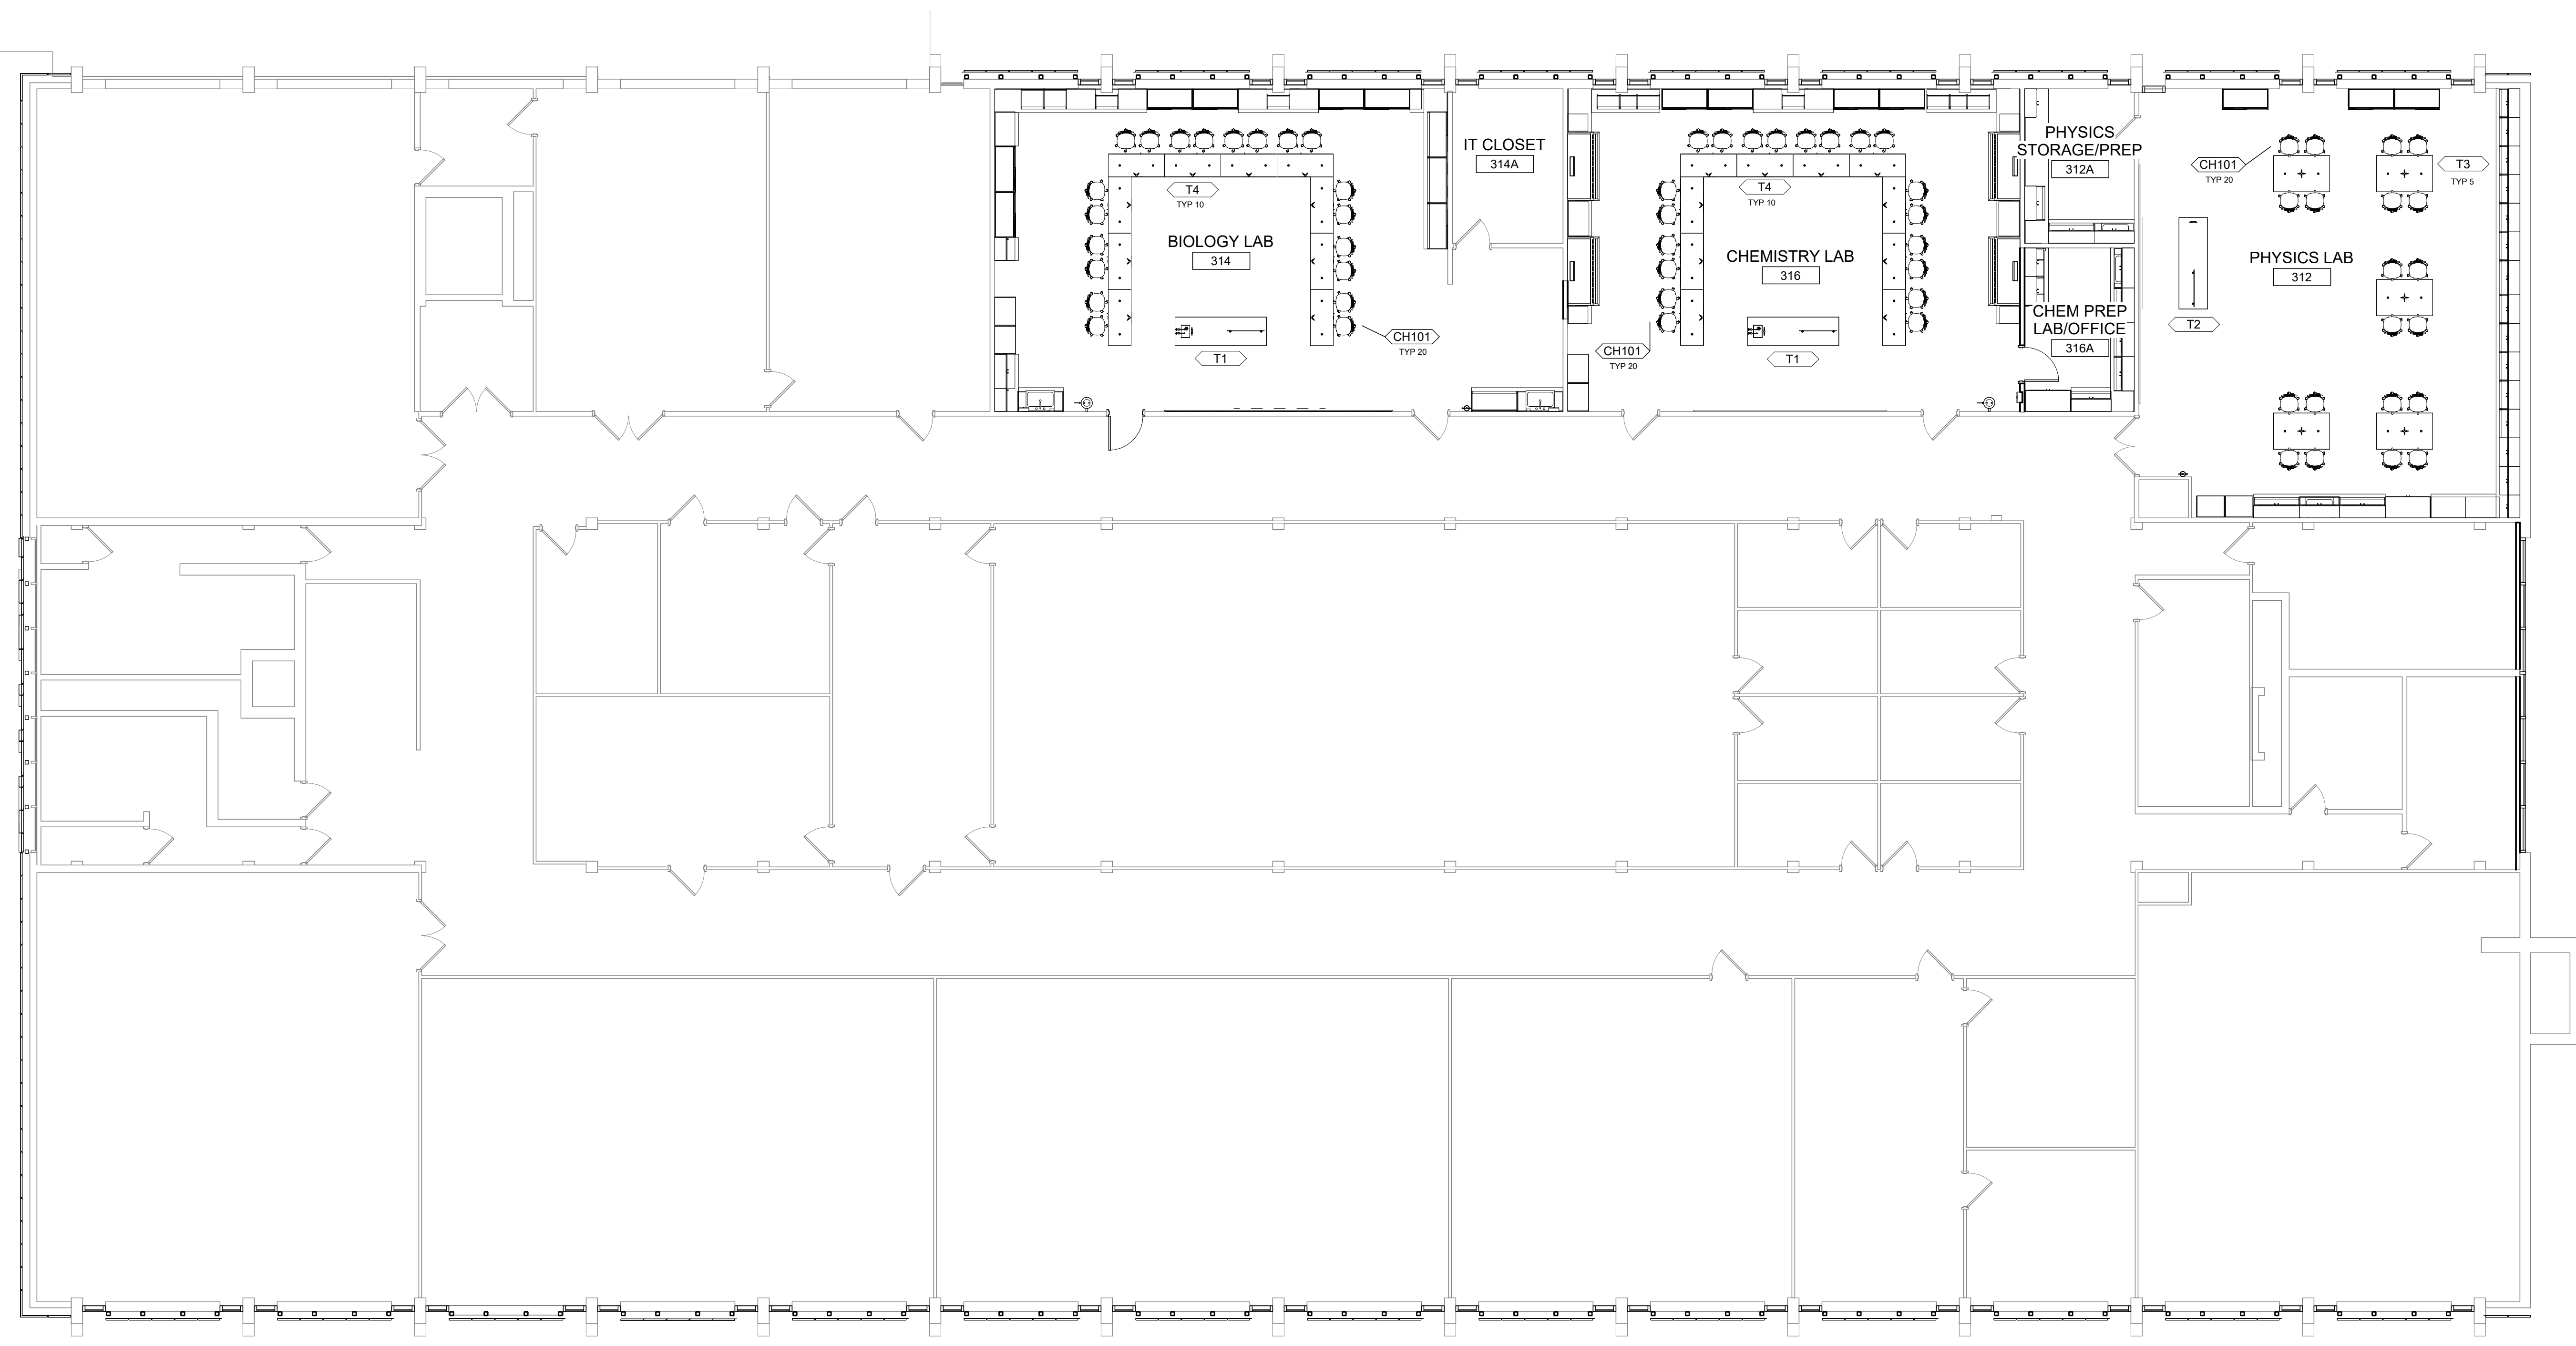 IT CLOSET
314A
T4
TYP 10
BIOLOGY LAB
314
CH101
TYP 20
T1
T4
TYP 10
CHEMISTRY LAB
316
CH101
TYP 20
T1
PHYSICS
STORAGE/PREP
312A
CHEM PREP
LAB/OFFICE
316A
CH101
TYP 20
T3
TYP 5
PHYSICS LAB
312
T2